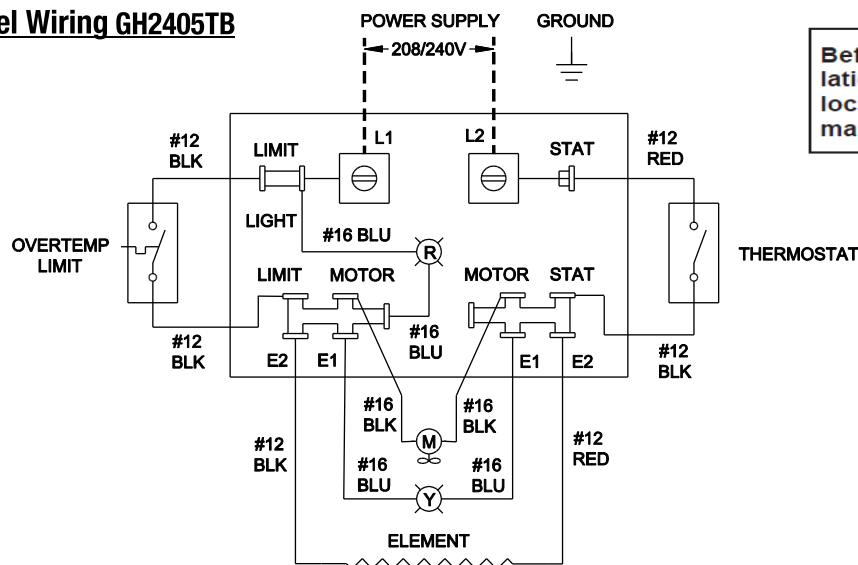 el Wiring GH2405TB
POWER SUPPLY
GROUND
208/240V
L1
L2
#12
BLK
LIMIT
STAT
#12
RED
LIGHT
#16 BLU
R
OVERTEMP
LIMIT
THERMOSTAT
LIMIT
MOTOR
MOTOR
STAT
#12
BLK
E2
E1
#16
BLU
E1
E2
#12
BLK
#16
BLK
#16
BLK
M
#12
BLK
#12
RED
#16
BLU
#16
BLU
Y
ELEMENT
Bef
lati
loc
ma